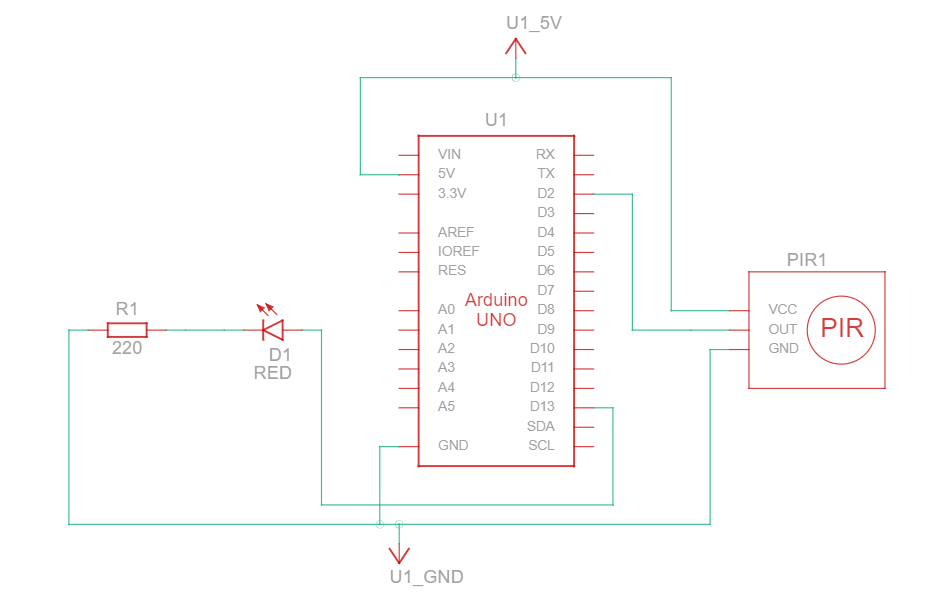 U1_5V
U1
VIN RX
5V TX
3.3V D2
D3
AREF D4
IOREF D5
RES D6
D7
Arduino
UNO
A0 D8
A1 D9
A2 D10
A3 D11
A4 D12
A5 D13
SDA
GND SCL
PIR1
VCC
OUT
GND
PIR
R1
220
D1
RED
U1_GND